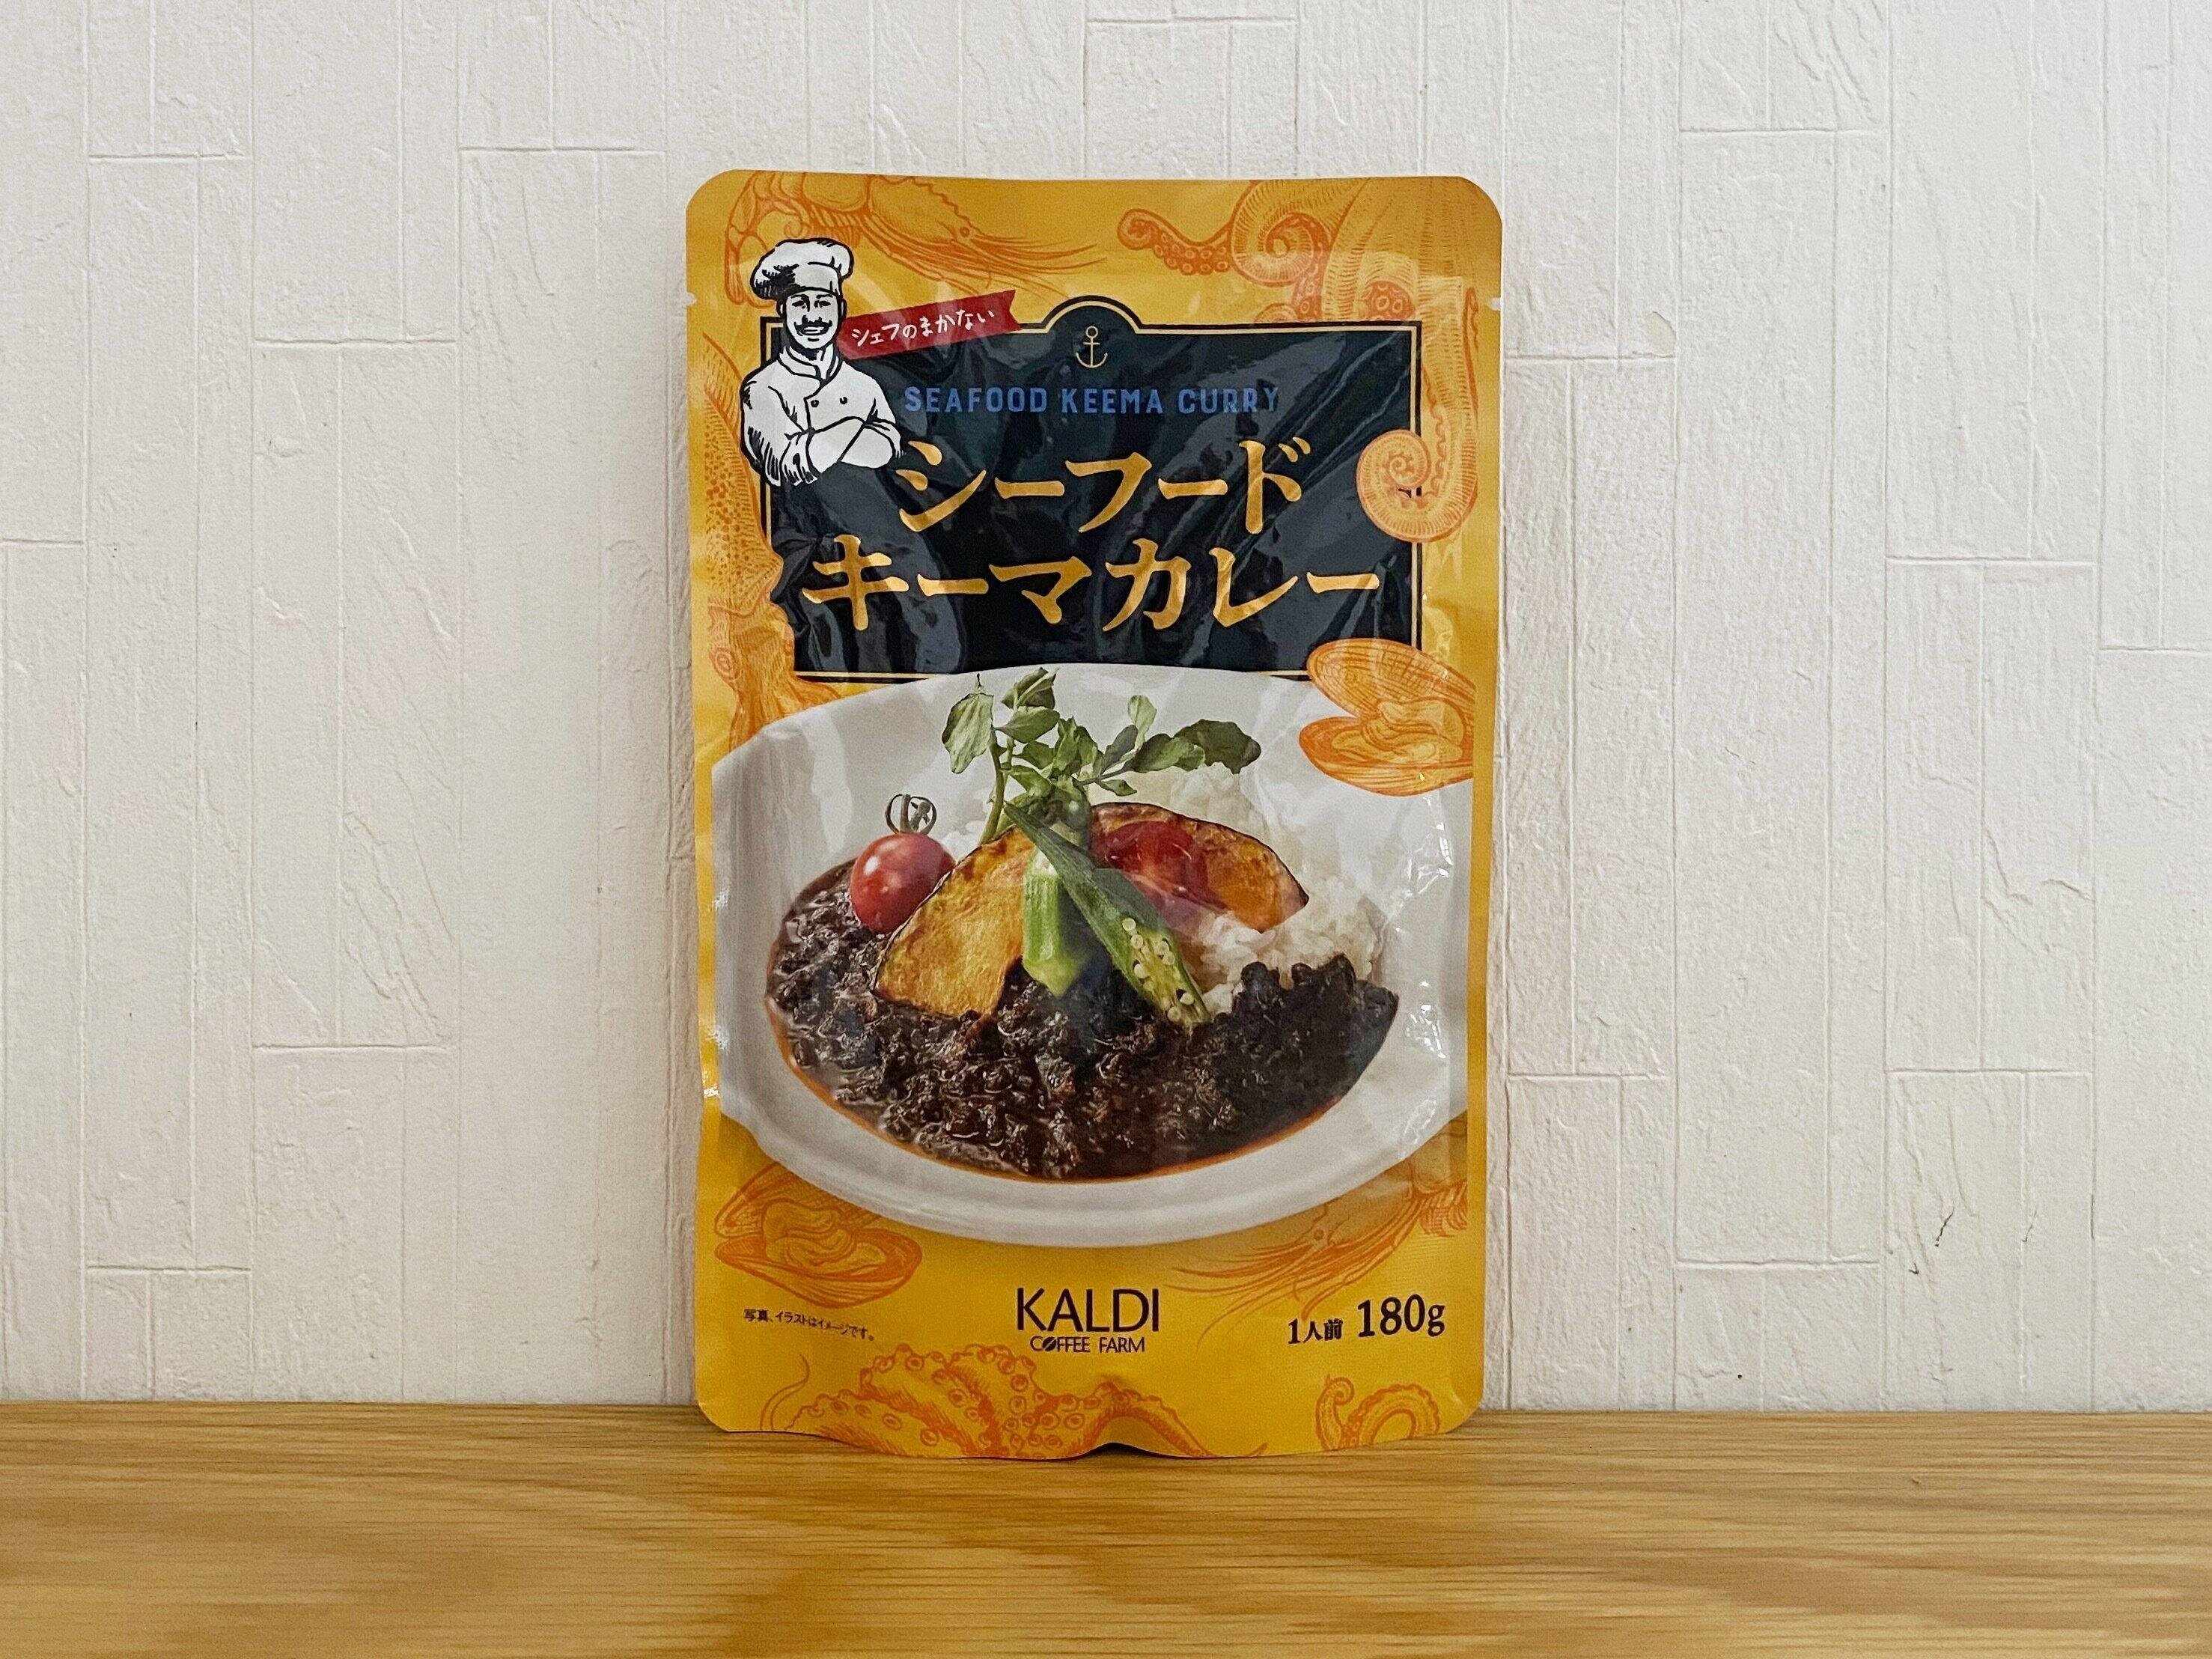 シェフのまかない
SEAFOOD KEEMA CURRY
シーフード
キーマカレー
写真、イラストはイメージです。
KALDI
COFFEE FARM
1人前 180g